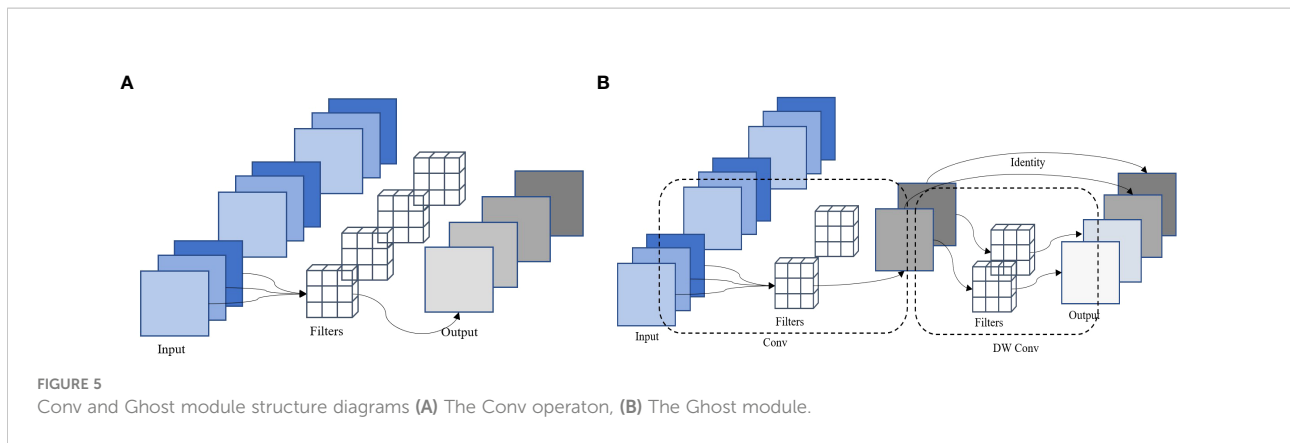 A
B
Identity
Filters
Output
Input
Filters
Input
Conv
Filters
Output
DW Conv
FIGURE 5
Conv and Ghost module structure diagrams (A) The Conv operaton, (B) The Ghost module.